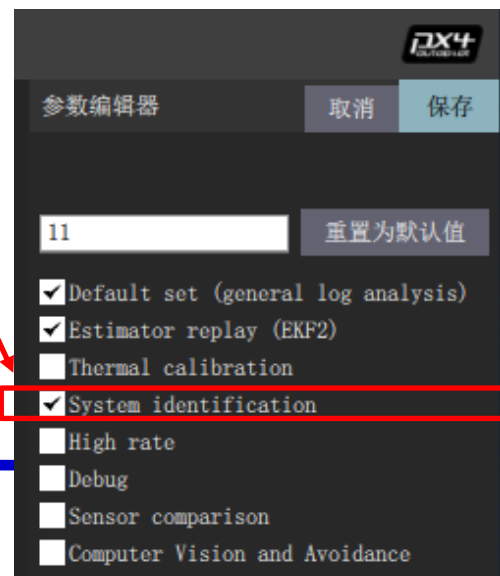 px4
autopilot
参数编辑器 取消 保存
11 重置为默认值
Default set (general log analysis)
Estimator replay (EKF2)
Thermal calibration
System identification
High rate
Debug
Sensor comparison
Computer Vision and Avoidance